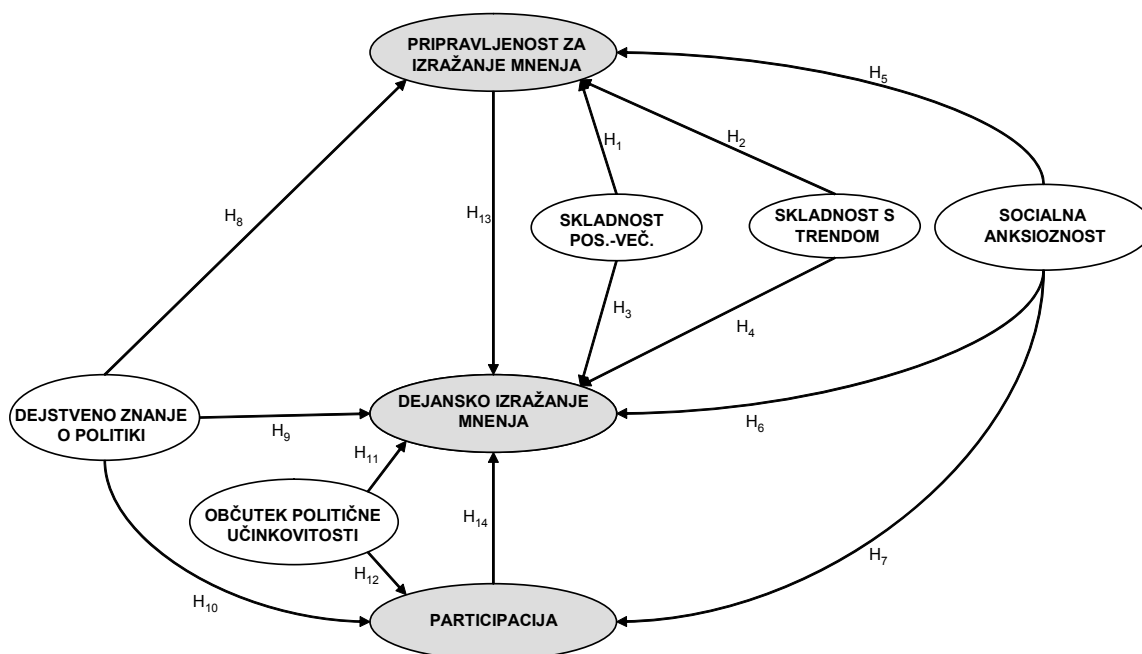 PRIPRAVLJENOST ZA
IZRAŽANJE MNENJA
H5
H1
H2
H8
H13
SKLADNOST
POS.-VEČ.
SKLADNOST S
TRENDOM
SOCIALNA
ANKSIOZNOST
H3
H4
DEJSTVENO ZNANJE
O POLITIKI
DEJANSKO IZRAŽANJE
MNENJA
H9
H6
H11
OBČUTEK POLITIČNE
UČINKOVITOSTI
H14
H7
H12
H10
PARTICIPACIJA